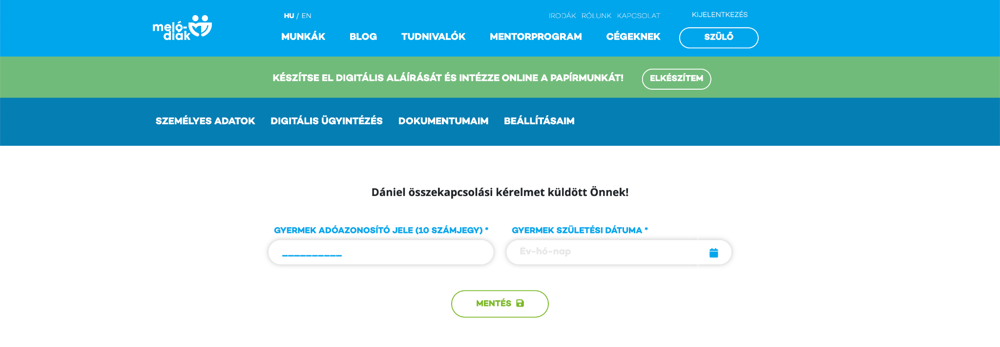 meló-
diák
HU / EN
IRODÁK RÓLUNK KAPCSOLAT
KIJELENTKEZÉS
MUNKÁK BLOG TUDNIVALÓK MENTORPROGRAM CÉGEKNEK
SZÜLŐ
KÉSZÍTSE EL DIGITÁLIS ALÁÍRÁSÁT ÉS INTÉZZE ONLINE A PAPÍRMUNKÁT!
ELKÉSZÍTEM
SZEMÉLYES ADATOK DIGITÁLIS ÜGYINTÉZÉS DOKUMENTUMAIM BEÁLLÍTÁSAIM
Dániel összekapcsolási kérelmet küldött Önnek!
GYERMEK ADÓAZONOSÍTÓ JELE (10 SZÁMJEGY) *
GYERMEK SZÜLETÉSI DÁTUMA *
__________
Év-hó-nap
MENTÉS